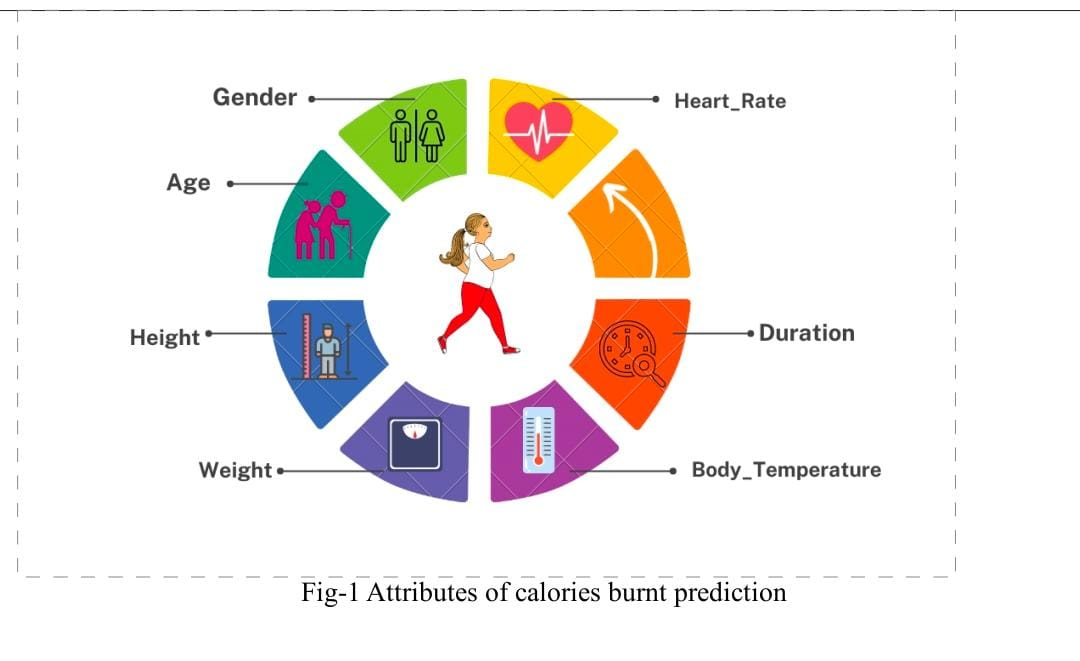 Gender
Heart_Rate
Age
Height
Duration
Weight
Body_Temperature
Fig-1 Attributes of calories burnt prediction